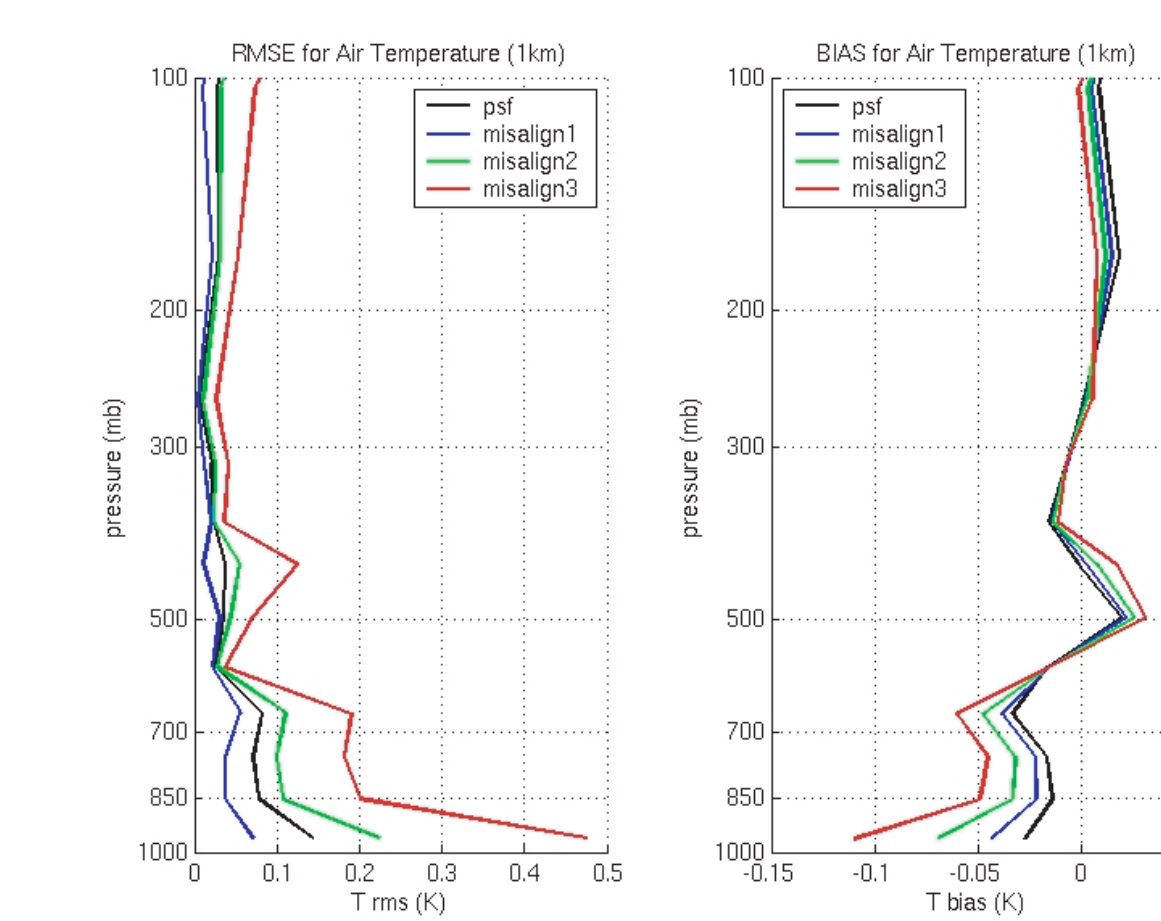 RMSE for Air Temperature (1km)
100
200
300
500
700
850
1000
pressure (mb)
psf
misalign1
misalign2
misalign3
0 0.1 0.2 0.3 0.4 0.5
T rms (K)
BIAS for Air Temperature (1km)
100
200
300
500
700
850
1000
pressure (mb)
psf
misalign1
misalign2
misalign3
-0.15 -0.1 -0.05 0
T bias (K)